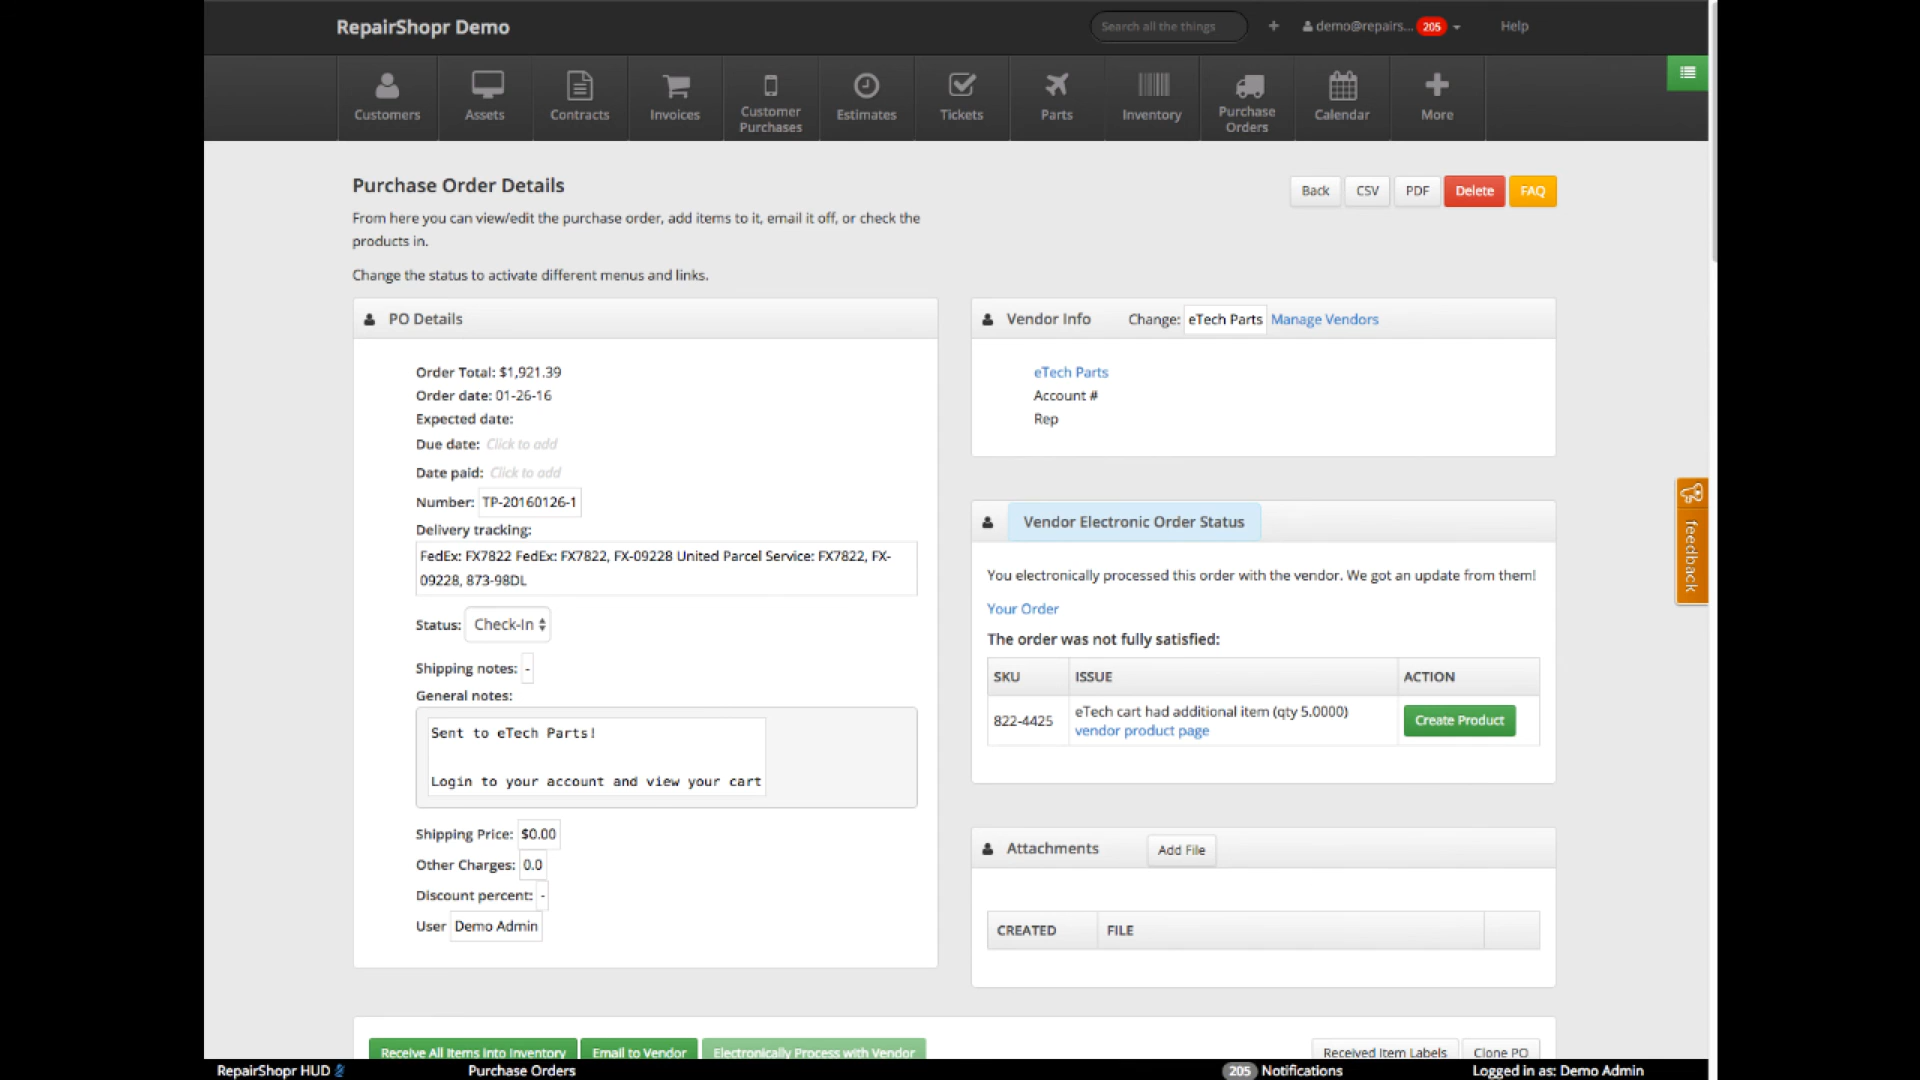 RepairShopr Demo
Search all the things
demo@repairs...
205
Help
Customers
Assets
Contracts
Invoices
Customer
Purchases
Estimates
Tickets
Parts
Inventory
Purchase
Orders
Calendar
More
Purchase Order Details
Back
CSV
PDF
Delete
FAQ
From here you can view/edit the purchase order, add items to it, email it off, or check the
products in.
Change the status to activate different menus and links.
PO Details
Order Total: $1,921.39
Order date: 01-26-16
Expected date:
Due date: Click to add
Date paid: Click to add
Number: TP-20160126-1
Delivery tracking:
FedEx: FX7822 FedEx: FX7822, FX-09228 United Parcel Service: FX7822, FX-
09228, 873-98DL
Status: Check-In
Shipping notes: -
General notes:
Sent to eTech Parts!
Login to your account and view your cart
Shipping Price: $0.00
Other Charges: 0.0
Discount percent: -
User Demo Admin
Vendor Info
Change: eTech Parts Manage Vendors
eTech Parts
Account #
Rep
Vendor Electronic Order Status
You electronically processed this order with the vendor. We got an update from them!
Your Order
The order was not fully satisfied:
SKU ISSUE ACTION
822-4425
eTech cart had additional item (qty 5.0000)
vendor product page
Create Product
Attachments
Add File
CREATED FILE
feedback
Receive All Items Into Inventory
Email to Vendor
Electronically Process with Vendor
Received Item Labels
Clone PO
RepairShopr HUD
Purchase Orders
205 Notifications
Logged in as: Demo Admin